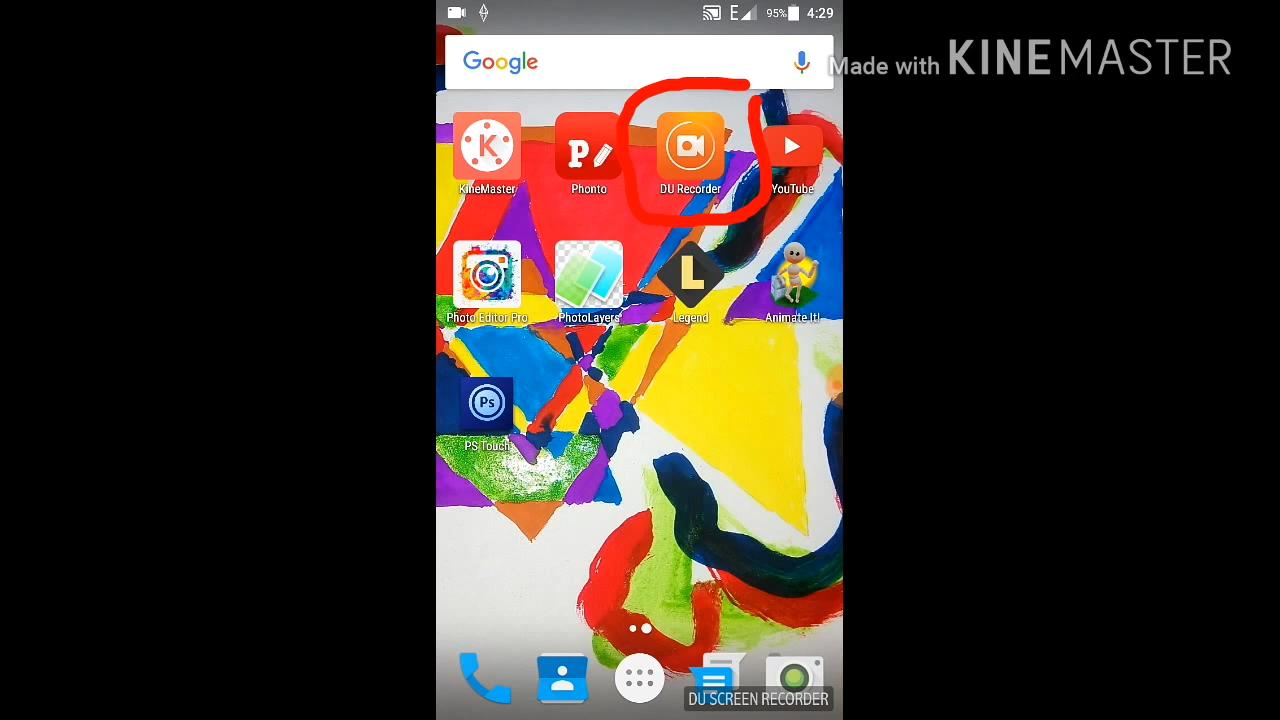 E 95% 4:29
Google
Made with KINEMASTER
K
P
KineMaster Phonto DU Recorder YouTube
L
Photo Editor Pro PhotoLayers Legend Animate It!
Ps
PS Touch
DU SCREEN RECORDER